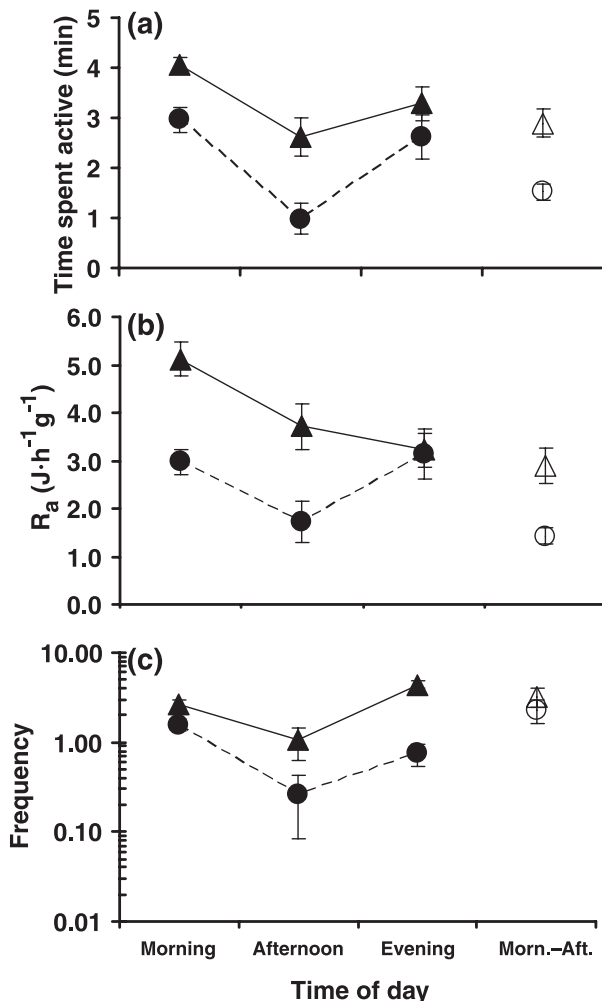 (a)
Time spent active (min)
5
4
3
2
1
0
(b)
R_a (J·h⁻¹g⁻¹)
6.0
5.0
4.0
3.0
2.0
1.0
0.0
(c)
Frequency
10.00
1.00
0.10
0.01
Morning Afternoon Evening Morn.–Aft.
Time of day